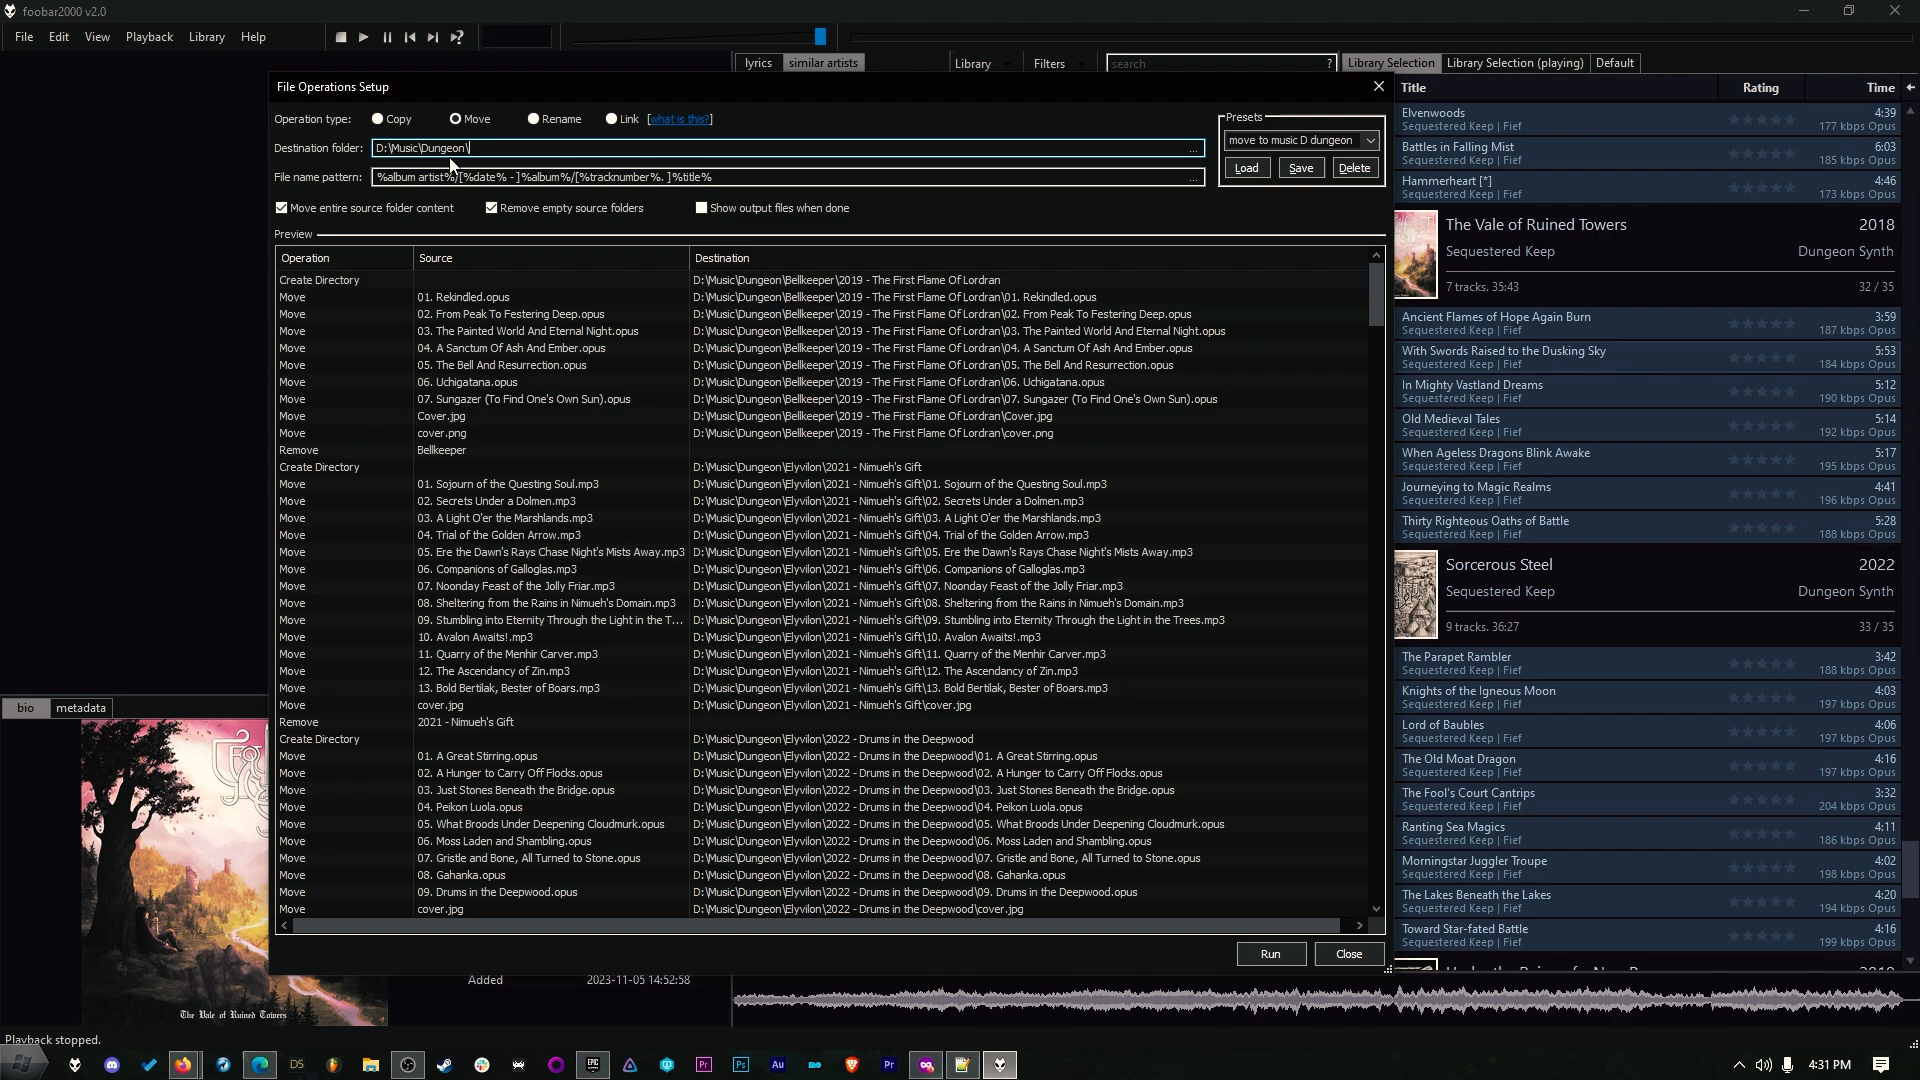 foobar2000 v2.0
File Edit View Playback Library Help
lyrics similar artists Library Filters search ? Library Selection Library Selection (playing) Default
File Operations Setup
Operation type: Copy Move Rename Link [what is this?]
Destination folder: D:\Music\Dungeon\ ...
File name pattern: %album artist%/[%date% - ]%album%/[%tracknumber%. ]%title% ...
Presets
move to music D dungeon
Load Save Delete
Move entire source folder content Remove empty source folders Show output files when done
Preview
Operation Source Destination
Create Directory D:\Music\Dungeon\Bellkeeper\2019 - The First Flame Of Lordran
Move 01. Rekindled.opus D:\Music\Dungeon\Bellkeeper\2019 - The First Flame Of Lordran\01. Rekindled.opus
Move 02. From Peak To Festering Deep.opus D:\Music\Dungeon\Bellkeeper\2019 - The First Flame Of Lordran\02. From Peak To Festering Deep.opus
Move 03. The Painted World And Eternal Night.opus D:\Music\Dungeon\Bellkeeper\2019 - The First Flame Of Lordran\03. The Painted World And Eternal Night.opus
Move 04. A Sanctum Of Ash And Ember.opus D:\Music\Dungeon\Bellkeeper\2019 - The First Flame Of Lordran\04. A Sanctum Of Ash And Ember.opus
Move 05. The Bell And Resurrection.opus D:\Music\Dungeon\Bellkeeper\2019 - The First Flame Of Lordran\05. The Bell And Resurrection.opus
Move 06. Uchigatana.opus D:\Music\Dungeon\Bellkeeper\2019 - The First Flame Of Lordran\06. Uchigatana.opus
Move 07. Sungazer (To Find One's Own Sun).opus D:\Music\Dungeon\Bellkeeper\2019 - The First Flame Of Lordran\07. Sungazer (To Find One's Own Sun).opus
Move Cover.jpg D:\Music\Dungeon\Bellkeeper\2019 - The First Flame Of Lordran\Cover.jpg
Move cover.png D:\Music\Dungeon\Bellkeeper\2019 - The First Flame Of Lordran\cover.png
Remove Bellkeeper
Create Directory D:\Music\Dungeon\Elyvilon\2021 - Nimueh's Gift
Move 01. Sojourn of the Questing Soul.mp3 D:\Music\Dungeon\Elyvilon\2021 - Nimueh's Gift\01. Sojourn of the Questing Soul.mp3
Move 02. Secrets Under a Dolmen.mp3 D:\Music\Dungeon\Elyvilon\2021 - Nimueh's Gift\02. Secrets Under a Dolmen.mp3
Move 03. A Light O'er the Marshlands.mp3 D:\Music\Dungeon\Elyvilon\2021 - Nimueh's Gift\03. A Light O'er the Marshlands.mp3
Move 04. Trial of the Golden Arrow.mp3 D:\Music\Dungeon\Elyvilon\2021 - Nimueh's Gift\04. Trial of the Golden Arrow.mp3
Move 05. Ere the Dawn's Rays Chase Night's Mists Away.mp3 D:\Music\Dungeon\Elyvilon\2021 - Nimueh's Gift\05. Ere the Dawn's Rays Chase Night's Mists Away.mp3
Move 06. Companions of Galloglas.mp3 D:\Music\Dungeon\Elyvilon\2021 - Nimueh's Gift\06. Companions of Galloglas.mp3
Move 07. Noonday Feast of the Jolly Friar.mp3 D:\Music\Dungeon\Elyvilon\2021 - Nimueh's Gift\07. Noonday Feast of the Jolly Friar.mp3
Move 08. Sheltering from the Rains in Nimueh's Domain.mp3 D:\Music\Dungeon\Elyvilon\2021 - Nimueh's Gift\08. Sheltering from the Rains in Nimueh's Domain.mp3
Move 09. Stumbling into Eternity Through the Light in the T... D:\Music\Dungeon\Elyvilon\2021 - Nimueh's Gift\09. Stumbling into Eternity Through the Light in the Trees.mp3
Move 10. Avalon Awaits!.mp3 D:\Music\Dungeon\Elyvilon\2021 - Nimueh's Gift\10. Avalon Awaits!.mp3
Move 11. Quarry of the Menhir Carver.mp3 D:\Music\Dungeon\Elyvilon\2021 - Nimueh's Gift\11. Quarry of the Menhir Carver.mp3
Move 12. The Ascendancy of Zin.mp3 D:\Music\Dungeon\Elyvilon\2021 - Nimueh's Gift\12. The Ascendancy of Zin.mp3
Move 13. Bold Bertilak, Bester of Boars.mp3 D:\Music\Dungeon\Elyvilon\2021 - Nimueh's Gift\13. Bold Bertilak, Bester of Boars.mp3
Move cover.jpg D:\Music\Dungeon\Elyvilon\2021 - Nimueh's Gift\cover.jpg
Remove 2021 - Nimueh's Gift
Create Directory D:\Music\Dungeon\Elyvilon\2022 - Drums in the Deepwood
Move 01. A Great Stirring.opus D:\Music\Dungeon\Elyvilon\2022 - Drums in the Deepwood\01. A Great Stirring.opus
Move 02. A Hunger to Carry Off Flocks.opus D:\Music\Dungeon\Elyvilon\2022 - Drums in the Deepwood\02. A Hunger to Carry Off Flocks.opus
Move 03. Just Stones Beneath the Bridge.opus D:\Music\Dungeon\Elyvilon\2022 - Drums in the Deepwood\03. Just Stones Beneath the Bridge.opus
Move 04. Peikon Luola.opus D:\Music\Dungeon\Elyvilon\2022 - Drums in the Deepwood\04. Peikon Luola.opus
Move 05. What Broods Under Deepening Cloudmurk.opus D:\Music\Dungeon\Elyvilon\2022 - Drums in the Deepwood\05. What Broods Under Deepening Cloudmurk.opus
Move 06. Moss Laden and Shambling.opus D:\Music\Dungeon\Elyvilon\2022 - Drums in the Deepwood\06. Moss Laden and Shambling.opus
Move 07. Gristle and Bone, All Turned to Stone.opus D:\Music\Dungeon\Elyvilon\2022 - Drums in the Deepwood\07. Gristle and Bone, All Turned to Stone.opus
Move 08. Gahanka.opus D:\Music\Dungeon\Elyvilon\2022 - Drums in the Deepwood\08. Gahanka.opus
Move 09. Drums in the Deepwood.opus D:\Music\Dungeon\Elyvilon\2022 - Drums in the Deepwood\09. Drums in the Deepwood.opus
Move cover.jpg D:\Music\Dungeon\Elyvilon\2022 - Drums in the Deepwood\cover.jpg
Run Close
Title Rating Time
Elvenwoods 4:39
Sequestered Keep | Fief 177 kbps Opus
Battles in Falling Mist 6:03
Sequestered Keep | Fief 185 kbps Opus
Hammerheart [*] 4:46
Sequestered Keep | Fief 173 kbps Opus
The Vale of Ruined Towers 2018
Sequestered Keep Dungeon Synth
7 tracks. 35:43 32 / 35
Ancient Flames of Hope Again Burn 3:59
Sequestered Keep | Fief 187 kbps Opus
With Swords Raised to the Dusking Sky 5:53
Sequestered Keep | Fief 184 kbps Opus
In Mighty Vastland Dreams 5:12
Sequestered Keep | Fief 190 kbps Opus
Old Medieval Tales 5:14
Sequestered Keep | Fief 192 kbps Opus
When Ageless Dragons Blink Awake 5:17
Sequestered Keep | Fief 195 kbps Opus
Journeying to Magic Realms 4:41
Sequestered Keep | Fief 196 kbps Opus
Thirty Righteous Oaths of Battle 5:28
Sequestered Keep | Fief 188 kbps Opus
Sorcerous Steel 2022
Sequestered Keep Dungeon Synth
9 tracks. 36:27 33 / 35
The Parapet Rambler 3:42
Sequestered Keep | Fief 188 kbps Opus
Knights of the Igneous Moon 4:03
Sequestered Keep | Fief 197 kbps Opus
Lord of Baubles 4:06
Sequestered Keep | Fief 197 kbps Opus
The Old Moat Dragon 4:16
Sequestered Keep | Fief 197 kbps Opus
The Fool's Court Cantrips 3:32
Sequestered Keep | Fief 204 kbps Opus
Ranting Sea Magics 4:11
Sequestered Keep | Fief 186 kbps Opus
Morningstar Juggler Troupe 4:02
Sequestered Keep | Fief 198 kbps Opus
The Lakes Beneath the Lakes 4:20
Sequestered Keep | Fief 194 kbps Opus
Toward Star-fated Battle 4:16
Sequestered Keep | Fief 199 kbps Opus
bio metadata
The Vale of Ruined Towers
Added 2023-11-05 14:52:58
Playback stopped.
DS EPIC Pr Ps Au Pr 4:31 PM